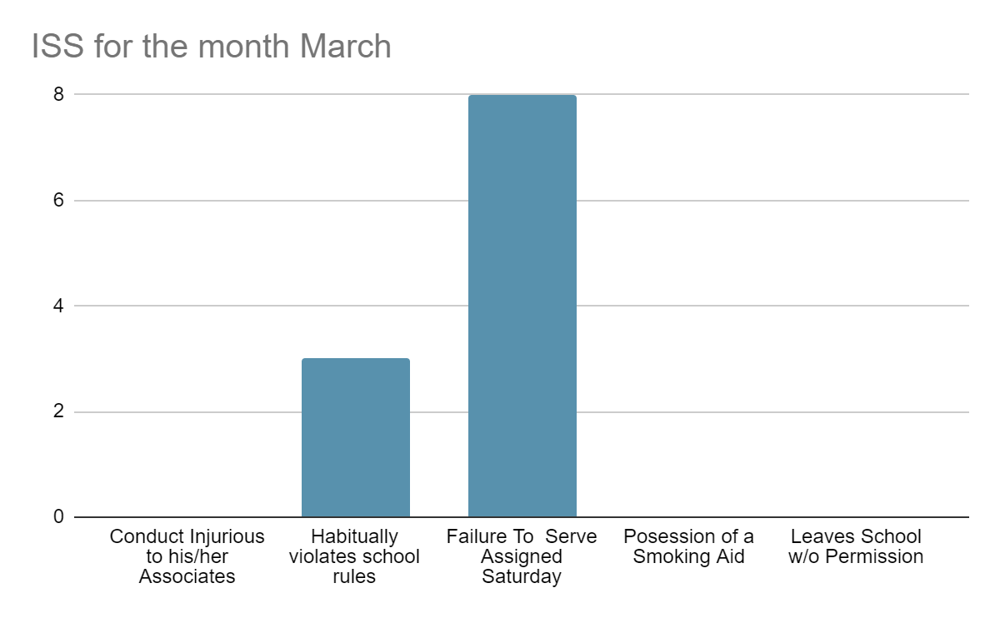 ISS for the month March
8
6
4
2
0
Conduct Injurious
to his/her
Associates
Habitually
violates school
rules
Failure To  Serve
Assigned
Saturday
Posession of a
Smoking Aid
Leaves School
w/o Permission